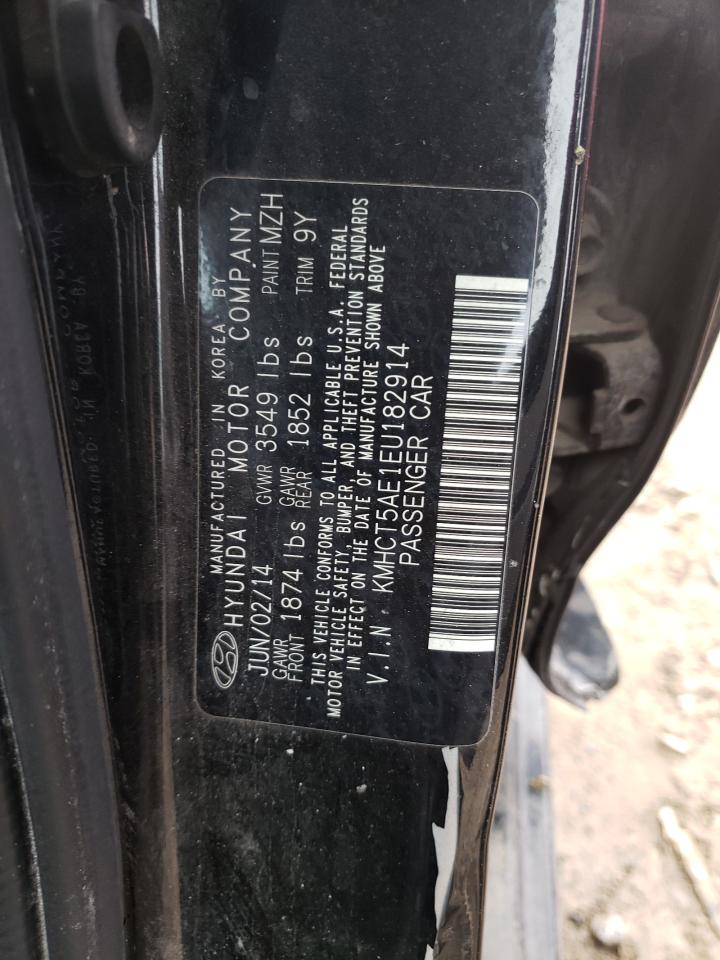 MANUFACTURED IN KOREA BY
HYUNDAI MOTOR COMPANY
JUN/02/14 GVWR 3549 lbs PAINT MZH
GAWR FRONT 1874 lbs GAWR REAR 1852 lbs TRIM 9Y
THIS VEHICLE CONFORMS TO ALL APPLICABLE U.S.A. FEDERAL
MOTOR VEHICLE SAFETY, BUMPER, AND THEFT PREVENTION STANDARDS
IN EFFECT ON THE DATE OF MANUFACTURE SHOWN ABOVE
V.I.N KMHCT5AE1EU182914
PASSENGER CAR